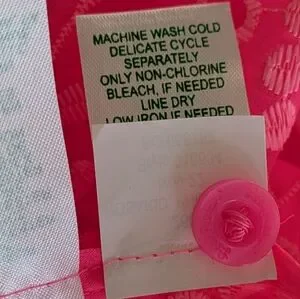 MACHINE WASH COLD
DELICATE CYCLE
SEPARATELY
ONLY NON-CHLORINE
BLEACH, IF NEEDED
LINE DRY
LOW IRON IF NEEDED